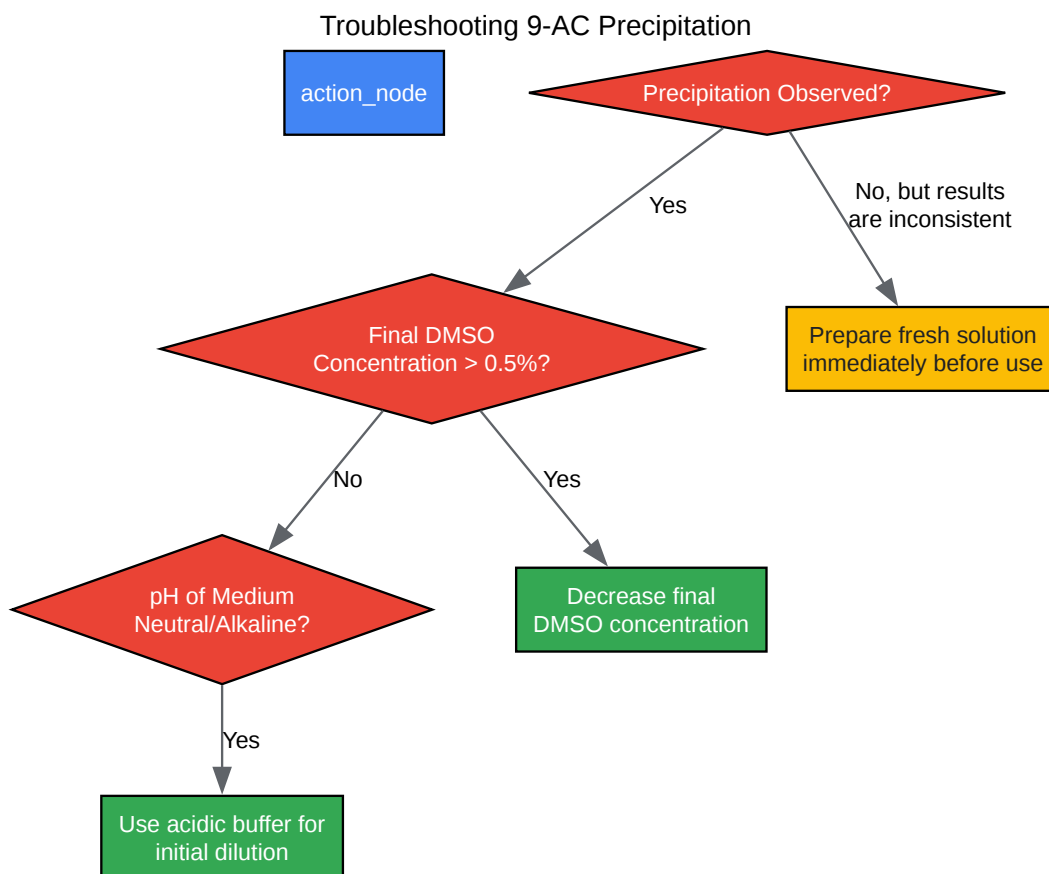 Troubleshooting 9-AC Precipitation
action_node
Precipitation Observed?
Yes
No, but results
are inconsistent
Final DMSO
Concentration > 0.5%?
Prepare fresh solution
immediately before use
No
Yes
pH of Medium
Neutral/Alkaline?
Decrease final
DMSO concentration
Yes
Use acidic buffer for
initial dilution